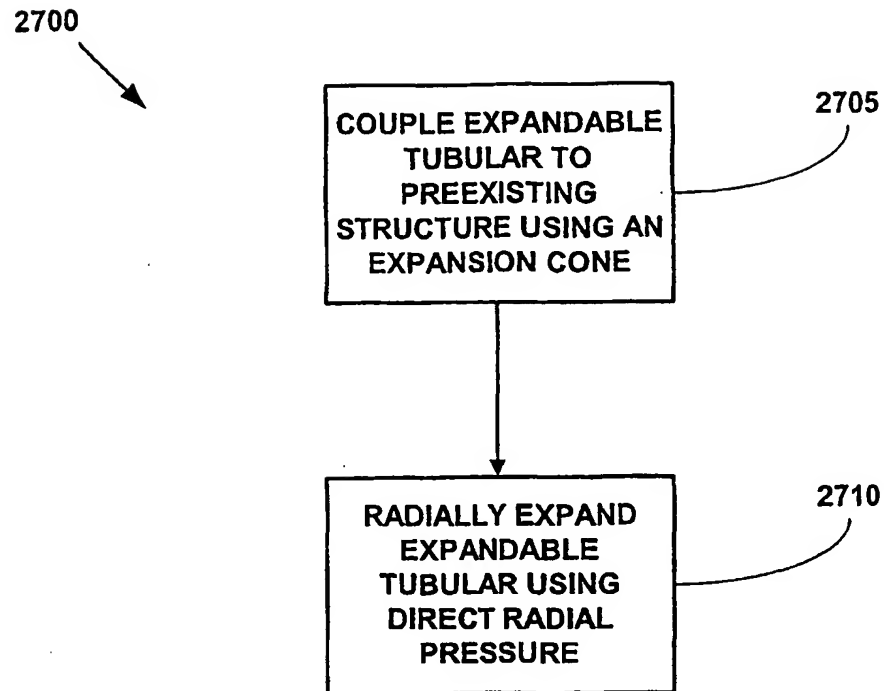 2700
COUPLE EXPANDABLE
TUBULAR TO
PREEXISTING
STRUCTURE USING AN
EXPANSION CONE
2705
RADIALLY EXPAND
EXPANDABLE
TUBULAR USING
DIRECT RADIAL
PRESSURE
2710